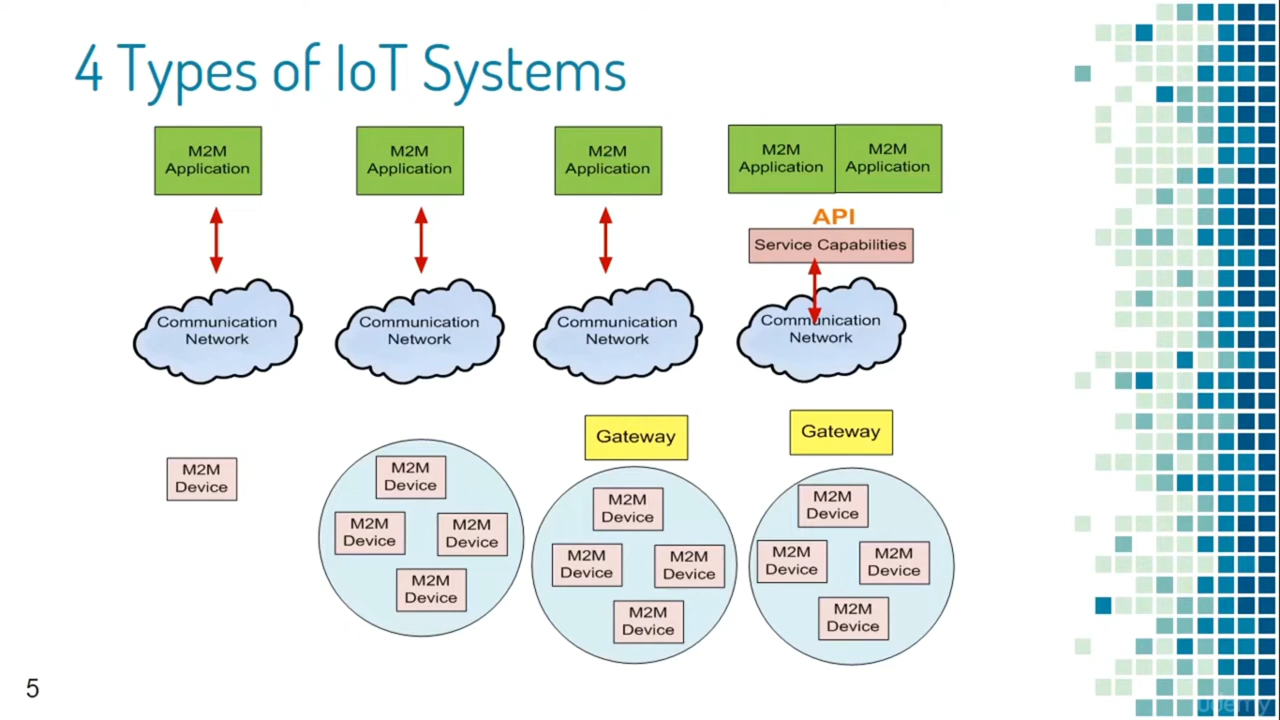 4 Types of IoT Systems
M2M
Application
M2M
Application
M2M
Application
M2M
Application
M2M
Application
API
Service Capabilities
Communication
Network
Communication
Network
Communication
Network
Communication
Network
Gateway
Gateway
M2M
Device
M2M
Device
M2M
Device
M2M
Device
M2M
Device
M2M
Device
M2M
Device
M2M
Device
M2M
Device
M2M
Device
M2M
Device
M2M
Device
M2M
Device
5
udemy